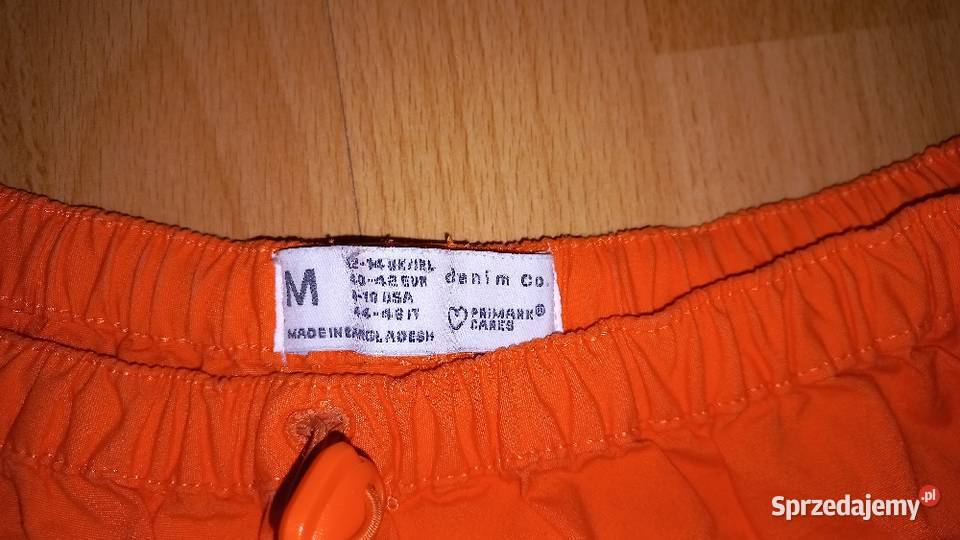 M
12-14 UK/IRL
40-42 EUR
8-10 USA
44-46 IT
MADE IN BANGLADESH
denim Co.
PRIMARK®
CARES
Sprzedajemy.pl